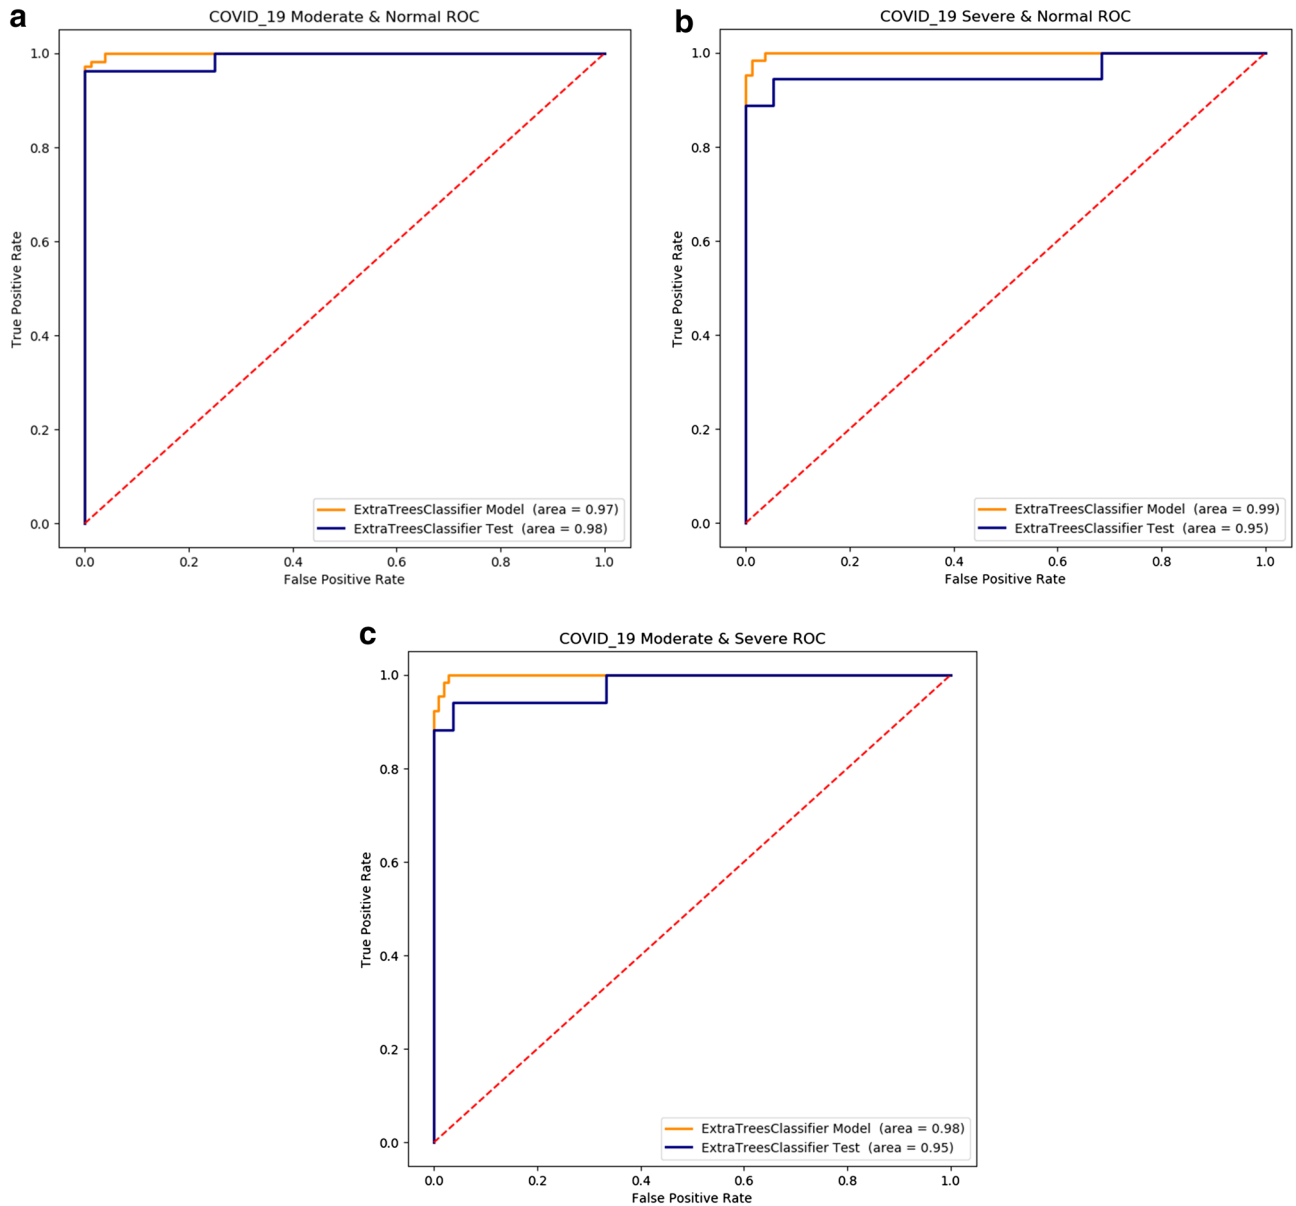 a
COVID_19 Moderate & Normal ROC
1.0
0.8
0.6
0.4
0.2
0.0
True Positive Rate
ExtraTreesClassifier Model (area = 0.97)
ExtraTreesClassifier Test (area = 0.98)
0.0 0.2 0.4 0.6 0.8 1.0
False Positive Rate
b
COVID_19 Severe & Normal ROC
1.0
0.8
0.6
0.4
0.2
0.0
True Positive Rate
ExtraTreesClassifier Model (area = 0.99)
ExtraTreesClassifier Test (area = 0.95)
0.0 0.2 0.4 0.6 0.8 1.0
False Positive Rate
c
COVID_19 Moderate & Severe ROC
1.0
0.8
0.6
0.4
0.2
0.0
True Positive Rate
ExtraTreesClassifier Model (area = 0.98)
ExtraTreesClassifier Test (area = 0.95)
0.0 0.2 0.4 0.6 0.8 1.0
False Positive Rate